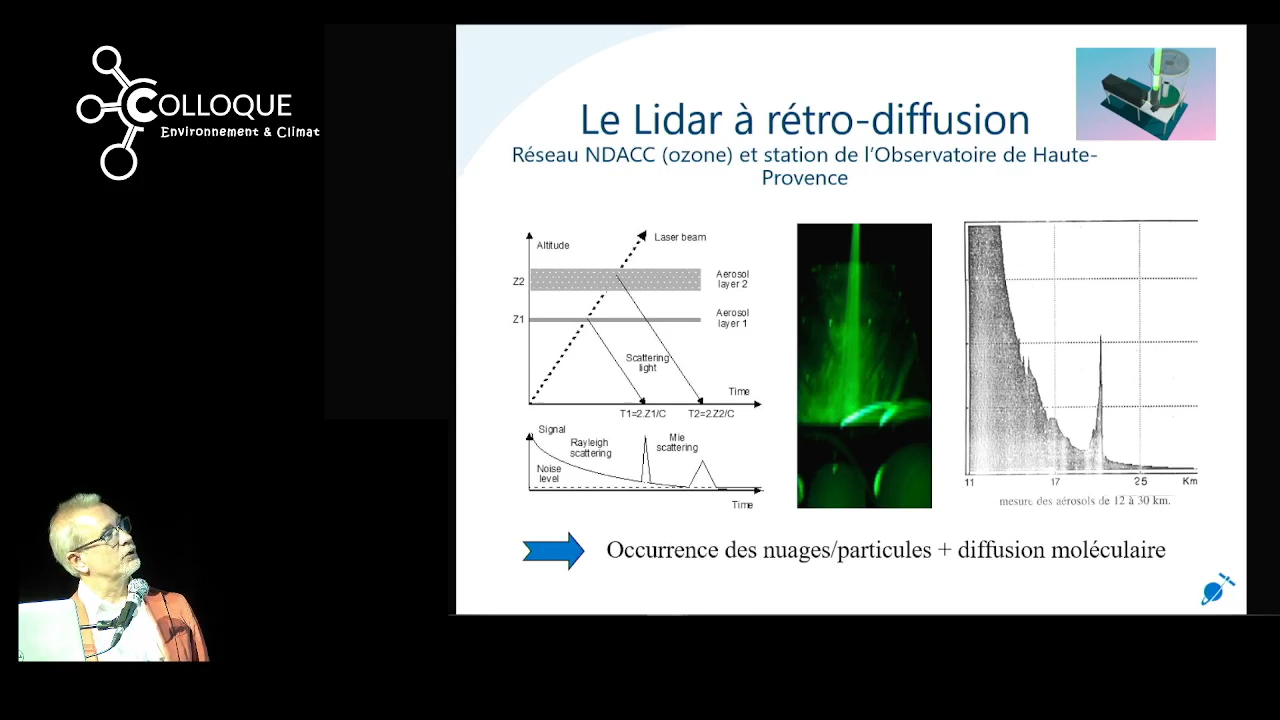 COLLOQUE
Environnement & Climat
Le Lidar à rétro-diffusion
Réseau NDACC (ozone) et station de l'Observatoire de Haute-
Provence
Altitude
Laser beam
Z2
Aerosol
layer 2
Z1
Aerosol
layer 1
Scattering
light
Time
T1=2.Z1/C
T2=2.Z2/C
Signal
Rayleigh
scattering
Mie
scattering
Noise
level
Time
11
17
25
Km
mesure des aérosols de 12 à 30 km.
Occurrence des nuages/particules + diffusion moléculaire